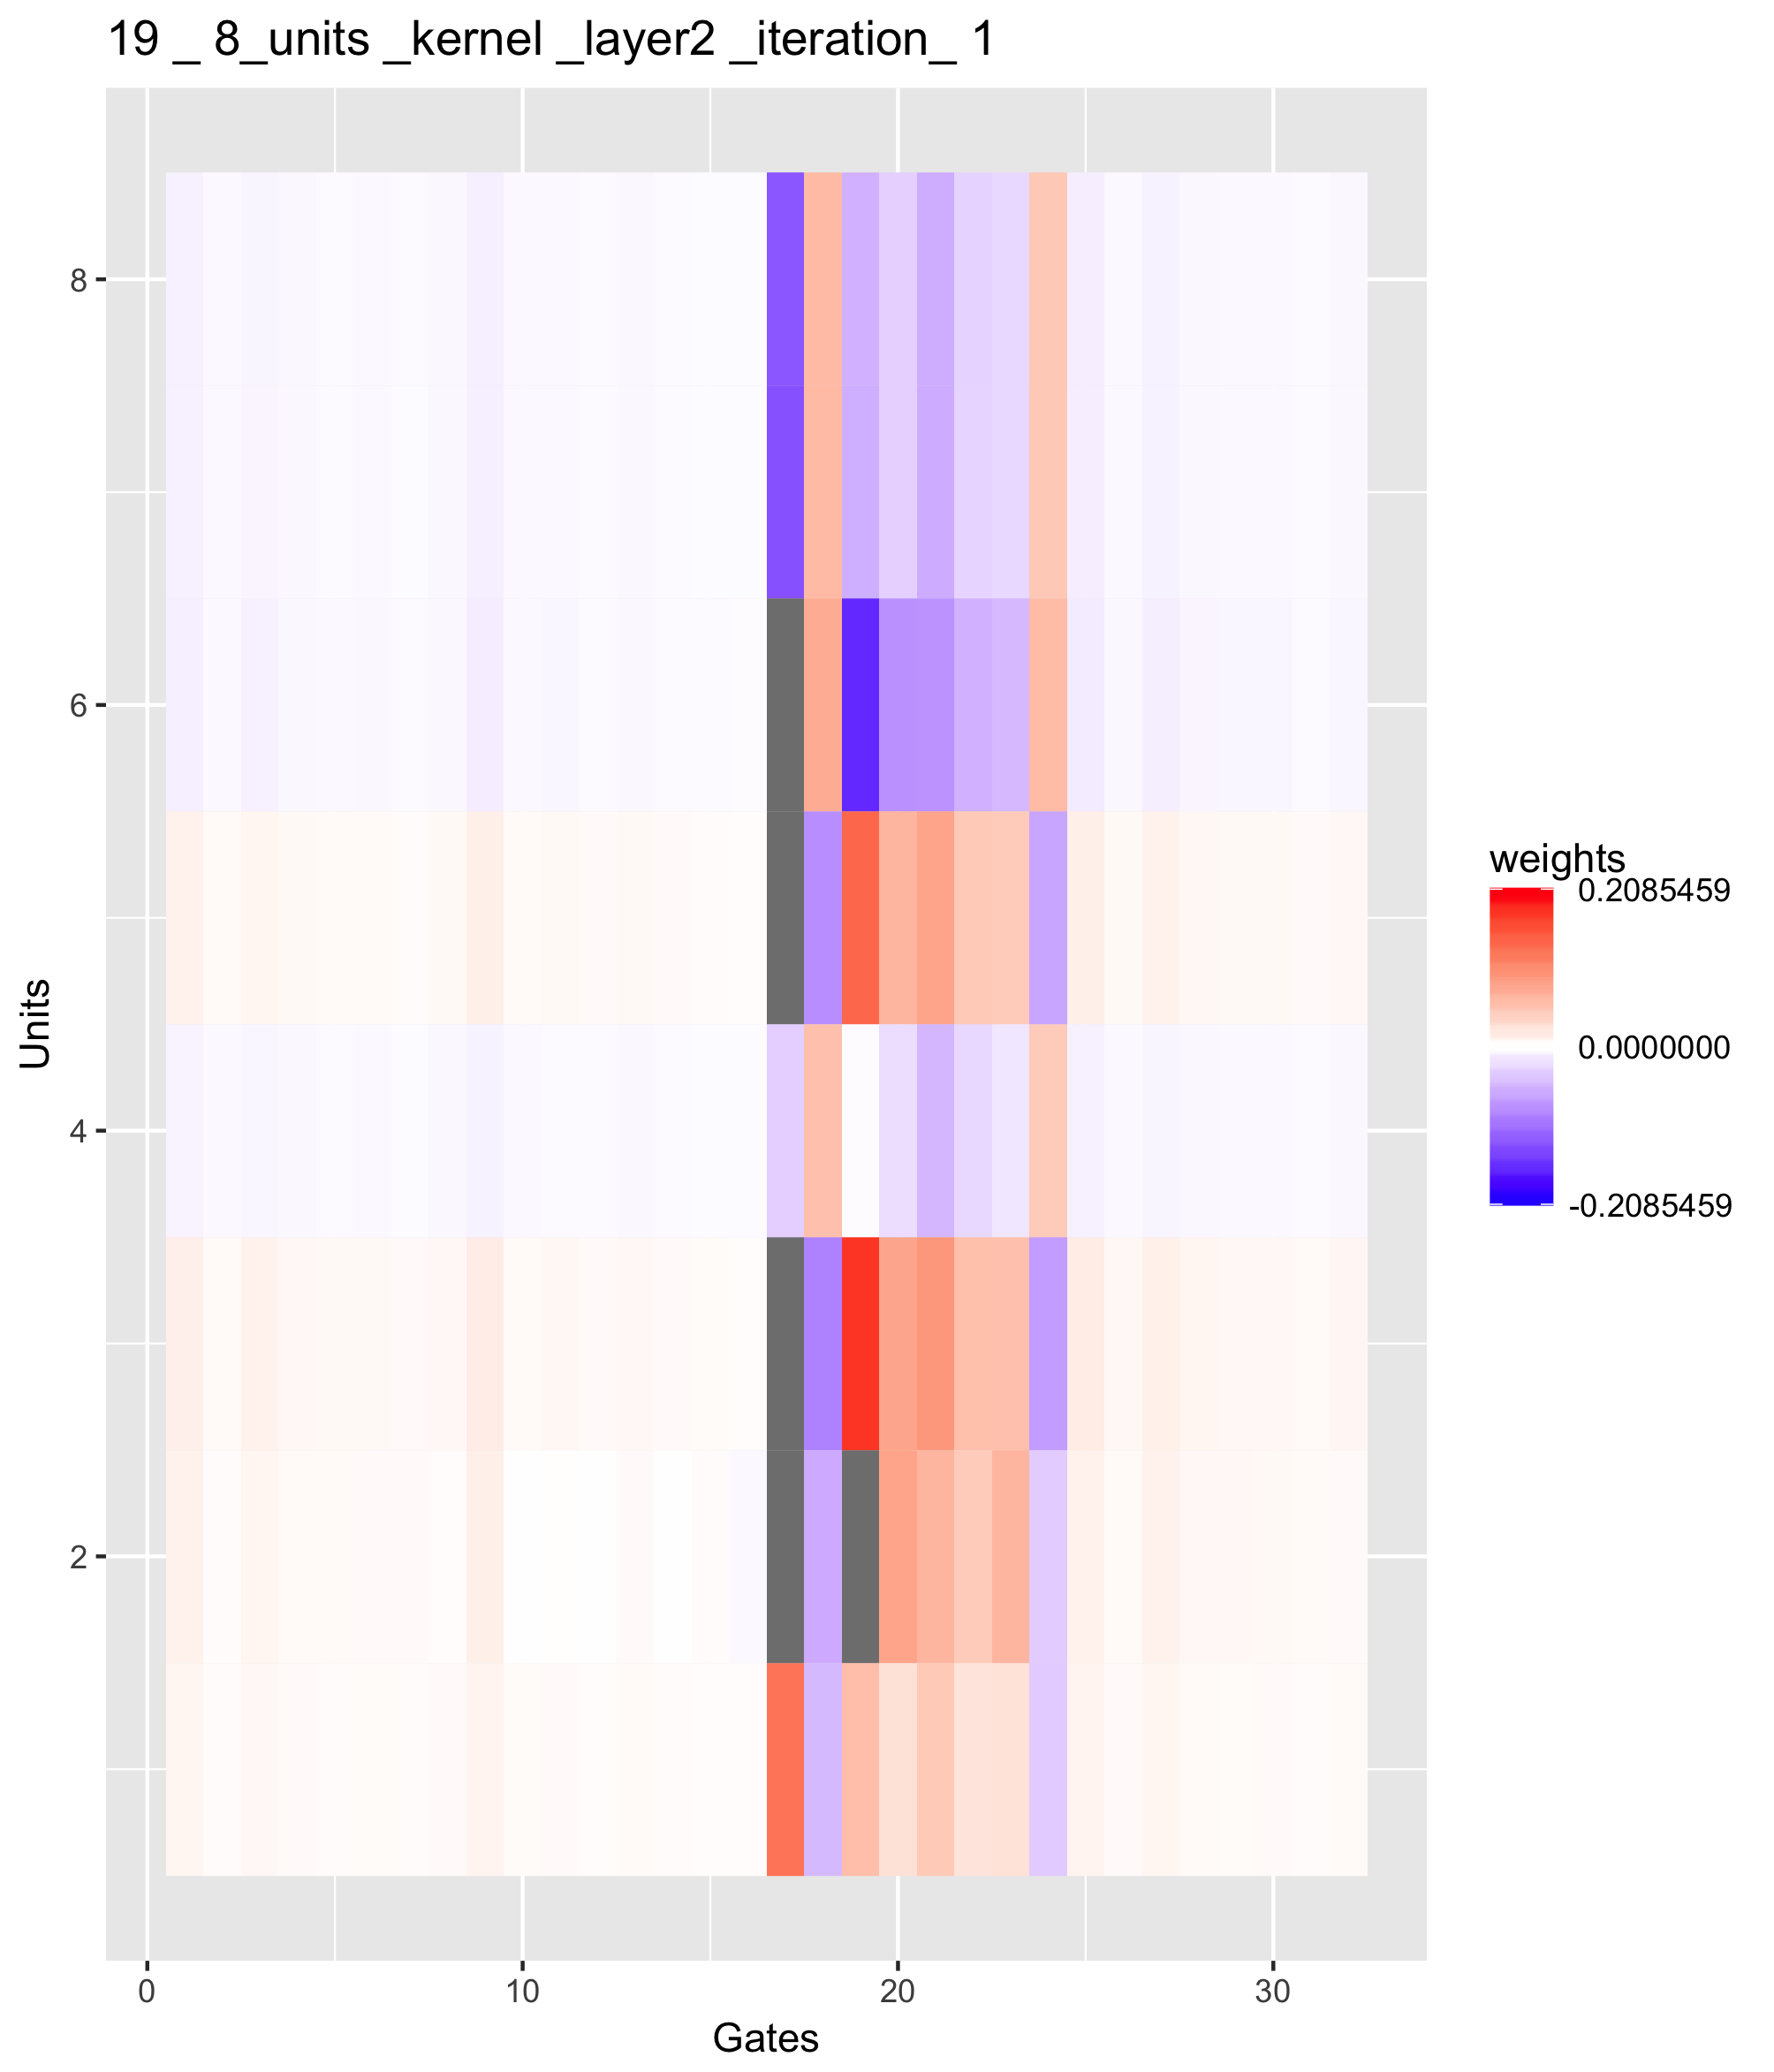 19 _ 8_units _kernel _layer2 _iteration_ 1
8
6
4
2
Units
0
10
20
30
Gates
weights
0.2085459
0.0000000
-0.2085459